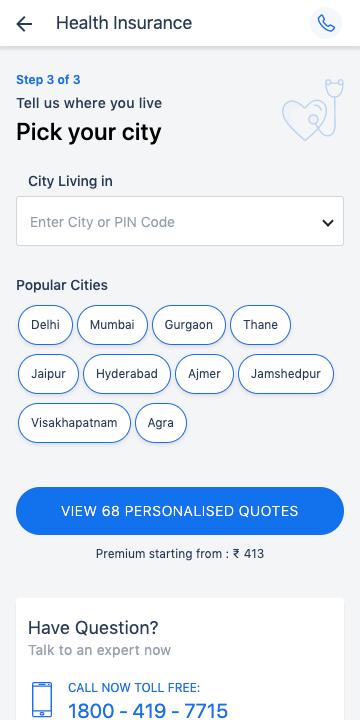 Health Insurance
Step 3 of 3
Tell us where you live
Pick your city
City Living in
Enter City or PIN Code
Popular Cities
Delhi Mumbai Gurgaon Thane
Jaipur Hyderabad Ajmer Jamshedpur
Visakhapatnam Agra
VIEW 68 PERSONALISED QUOTES
Premium starting from : ₹ 413
Have Question?
Talk to an expert now
CALL NOW TOLL FREE:
1800 - 419 - 7715